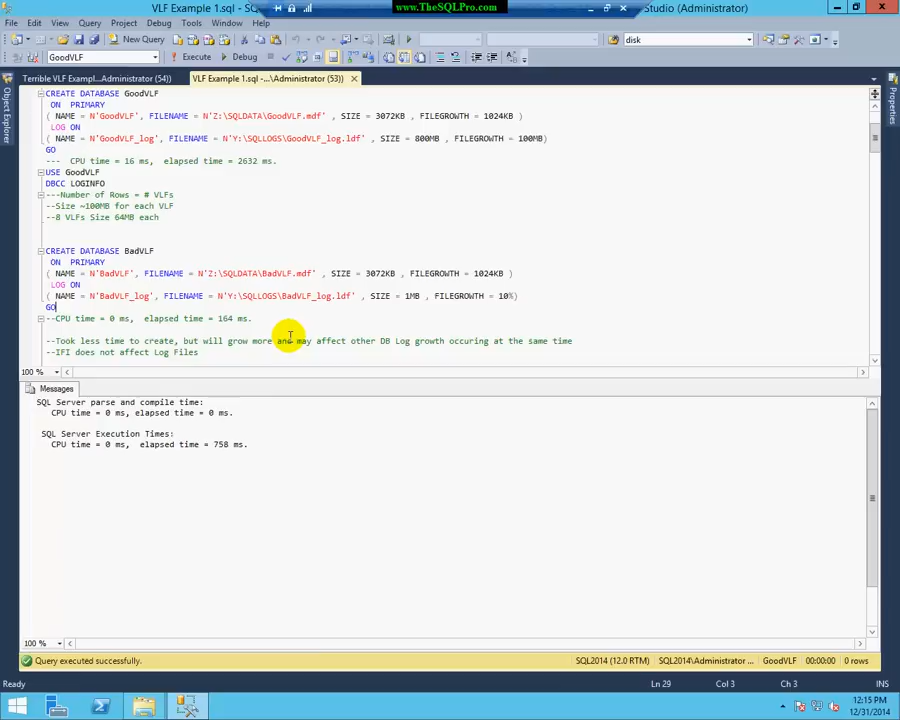 VLF Example 1.sql - SQ
www.TheSQLPro.com
Studio (Administrator)
File Edit View Query Project Debug Tools Window Help
New Query
disk
GoodVLF
Execute
Debug
Terrible VLF Exampl...Administrator (54))
VLF Example 1.sql -...\Administrator (53))
Object Explorer
Properties
CREATE DATABASE GoodVLF
ON PRIMARY
( NAME = N'GoodVLF', FILENAME = N'Z:\SQLDATA\GoodVLF.mdf' , SIZE = 3072KB , FILEGROWTH = 1024KB )
LOG ON
( NAME = N'GoodVLF_log', FILENAME = N'Y:\SQLLOGS\GoodVLF_log.ldf' , SIZE = 800MB , FILEGROWTH = 100MB)
GO
--- CPU time = 16 ms, elapsed time = 2632 ms.
USE GoodVLF
DBCC LOGINFO
---Number of Rows = # VLFs
--Size ~100MB for each VLF
--8 VLFs Size 64MB each
CREATE DATABASE BadVLF
ON PRIMARY
( NAME = N'BadVLF', FILENAME = N'Z:\SQLDATA\BadVLF.mdf' , SIZE = 3072KB , FILEGROWTH = 1024KB )
LOG ON
( NAME = N'BadVLF_log', FILENAME = N'Y:\SQLLOGS\BadVLF_log.ldf' , SIZE = 1MB , FILEGROWTH = 10%)
GO
--CPU time = 0 ms, elapsed time = 164 ms.
--Took less time to create, but will grow more and may affect other DB Log growth occuring at the same time
--IFI does not affect Log Files
100 %
Messages
SQL Server parse and compile time:
CPU time = 0 ms, elapsed time = 0 ms.
SQL Server Execution Times:
CPU time = 0 ms, elapsed time = 758 ms.
100 %
Query executed successfully.
SQL2014 (12.0 RTM) SQL2014\Administrator ... GoodVLF 00:00:00 0 rows
Ready
Ln 29 Col 3 Ch 3 INS
12:15 PM
12/31/2014